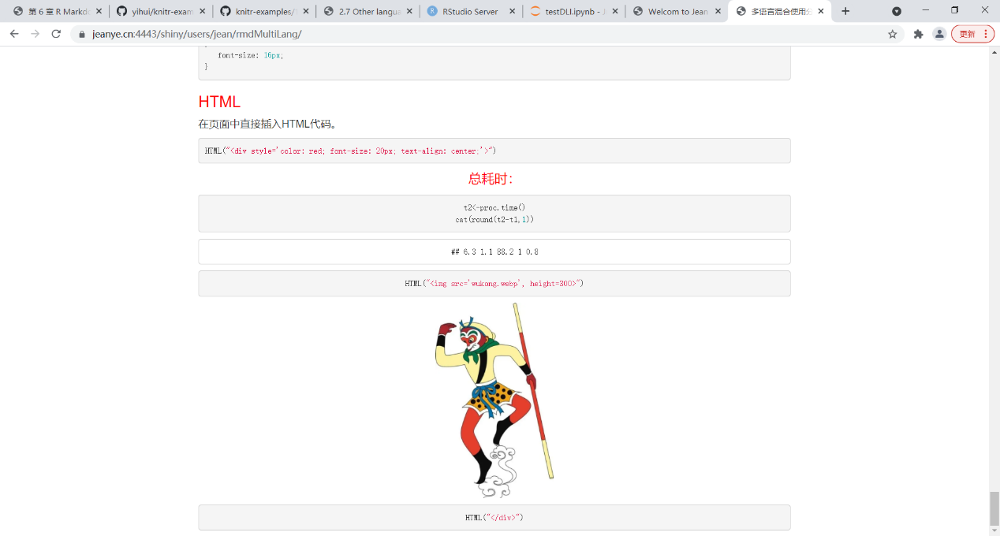 第 6 章 R Markdo
yihui/knitr-exam
knitr-examples/
2.7 Other langua
RStudio Server
testDLI.ipynb - J
Welcom to Jean
多语言混合使用分
jeanye.cn:4443/shiny/users/jean/rmdMultiLang/
更新
font-size: 16px;
}
HTML
在页面中直接插入HTML代码。
HTML("<div style='color: red; font-size: 20px; text-align: center;'>")
总耗时：
t2<-proc.time()
cat(round(t2-t1,1))
## 6.3 1.1 88.2 1 0.8
HTML("<img src='wukong.webp', height=300>")
HTML("</div>")